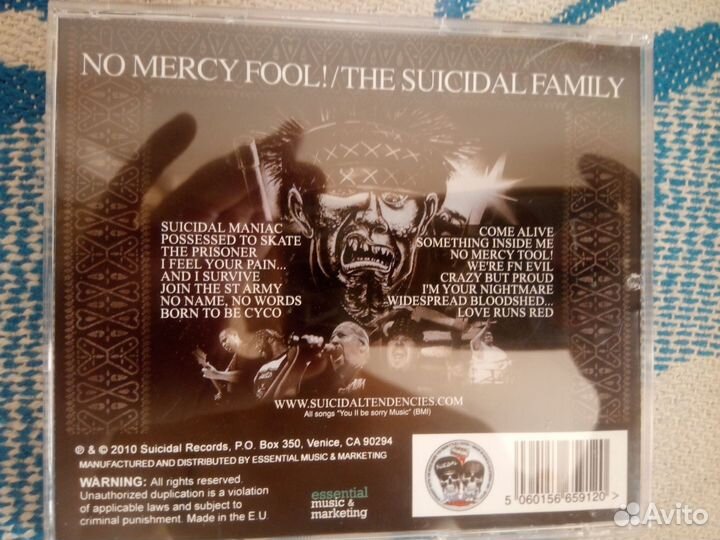 NO MERCY FOOL!/THE SUICIDAL FAMILY
SUICIDAL MANIAC
POSSESSED TO SKATE
THE PRISONER
I FEEL YOUR PAIN...
AND I SURVIVE
JOIN THE ST ARMY
NO NAME, NO WORDS
BORN TO BE CYCO
COME ALIVE
SOMETHING INSIDE ME
NO MERCY TOOL!
WE'RE FN EVIL
CRAZY BUT PROUD
I'M YOUR NIGHTMARE
WIDESPREAD BLOODSHED...
LOVE RUNS RED
WWW.SUICIDALTENDENCIES.COM
All songs "You ll be sorry Music" (BMI)
℗ & © 2010 Suicidal Records, P.O. Box 350, Venice, CA 90294
MANUFACTURED AND DISTRIBUTED BY ESSENTIAL MUSIC & MARKETING
WARNING: All rights reserved.
Unauthorized duplication is a violation
of applicable laws and subject to
criminal punishment. Made in the E.U.
essential
music &
marketing
5 060156 659120 >
Avito